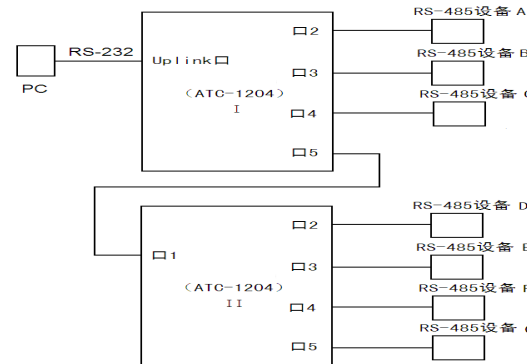 RS-485设备 A
口2
RS-232
Uplink口
PC
RS-485设备 B
口3
(ATC-1204)
I
RS-485设备
口4
口5
RS-485设备 D
口2
口1
RS-485设备 E
口3
(ATC-1204)
II
RS-485设备
口4
RS-485设备
口5